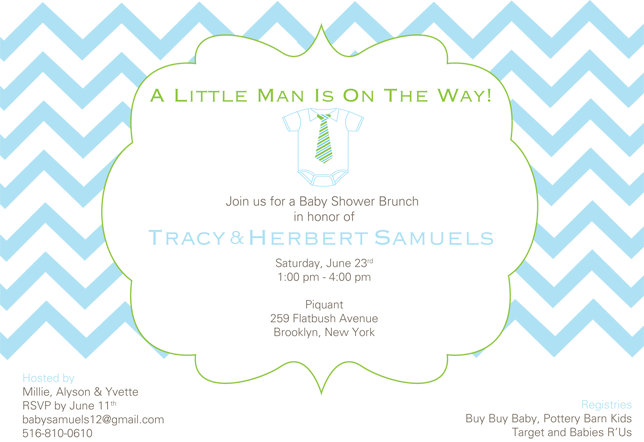 A LITTLE MAN IS ON THE WAY!
Join us for a Baby Shower Brunch
in honor of
TRACY & HERBERT SAMUELS
Saturday, June 23rd
1:00 pm - 4:00 pm
Piquant
259 Flatbush Avenue
Brooklyn, New York
Hosted by
Millie, Alyson & Yvette
RSVP by June 11th
babysamuels12@gmail.com
516-810-0610
Registries
Buy Buy Baby, Pottery Barn Kids
Target and Babies R'Us